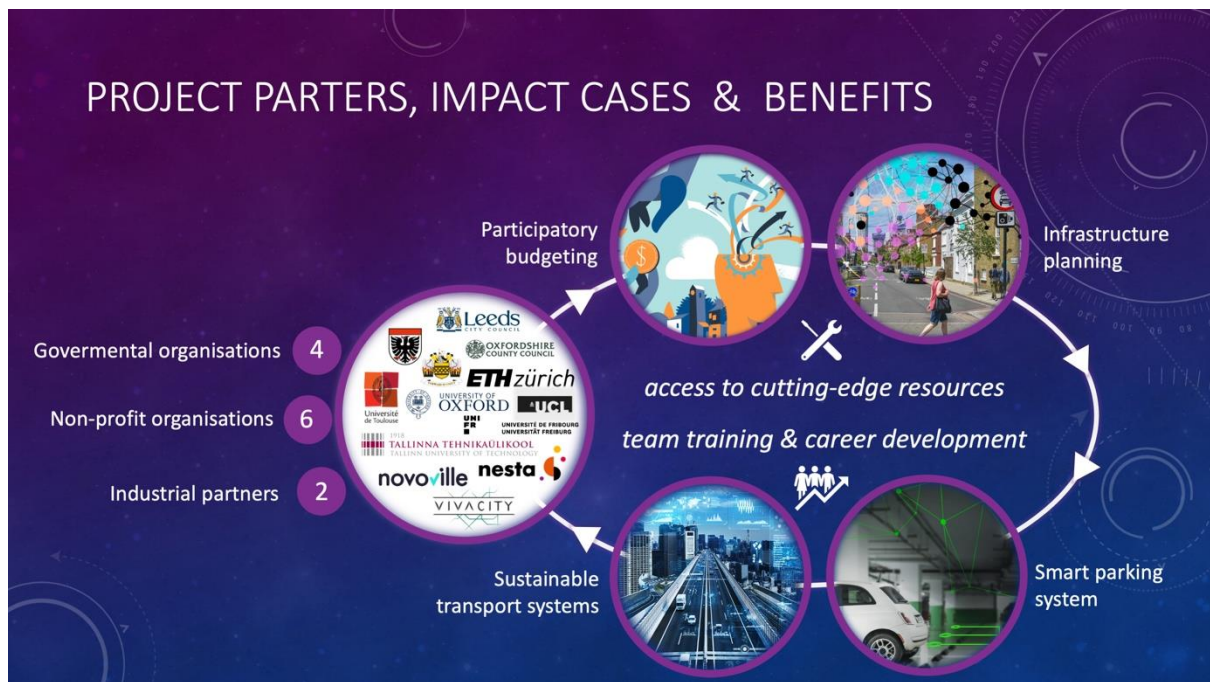 PROJECT PARTERS, IMPACT CASES & BENEFITS
Participatory
budgeting
Infrastructure
planning
Govermental organisations 4
Non-profit organisations 6
Industrial partners 2
Leeds
CITY COUNCIL
OXFORDSHIRE
COUNTY COUNCIL
ETH zürich
Université
de Toulouse
UNIVERSITY OF
OXFORD
UCL
UNI
FR
UNIVERSITÉ DE FRIBOURG
UNIVERSITÄT FREIBURG
1918
TALLINNA TEHNIKAÜLIKOOL
TALLINN UNIVERSITY OF TECHNOLOGY
novoville
nesta
VIVACITY
access to cutting-edge resources
team training & career development
Sustainable
transport systems
Smart parking
system